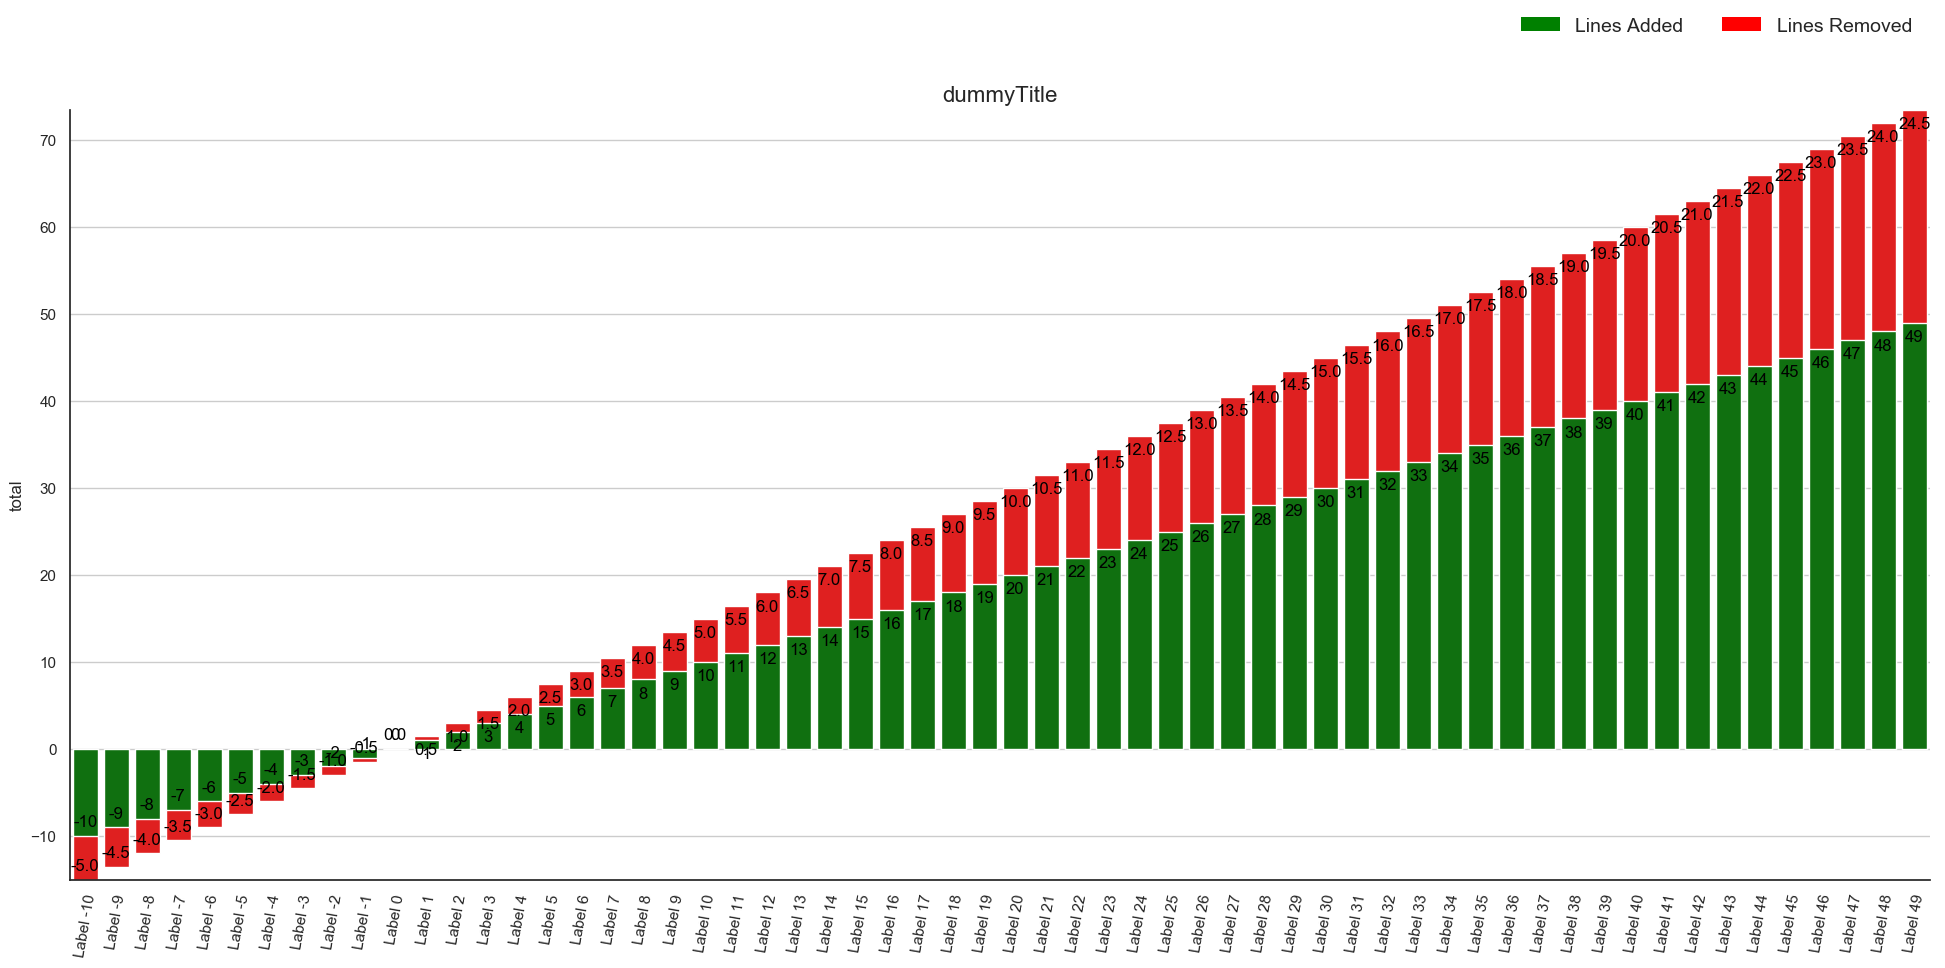 Lines Added
Lines Removed
dummyTitle
total
70
60
50
40
30
20
10
0
−10
-10
-9
-8
-7
-6
-5
-4
-3
-2
-1
0
1
2
3
4
5
6
7
8
9
10
11
12
13
14
15
16
17
18
19
20
21
22
23
24
25
26
27
28
29
30
31
32
33
34
35
36
37
38
39
40
41
42
43
44
45
46
47
48
49
-5.0
-4.5
-4.0
-3.5
-3.0
-2.5
-2.0
-1.5
-1.0
-0.5
0.0
0.5
1.0
1.5
2.0
2.5
3.0
3.5
4.0
4.5
5.0
5.5
6.0
6.5
7.0
7.5
8.0
8.5
9.0
9.5
10.0
10.5
11.0
11.5
12.0
12.5
13.0
13.5
14.0
14.5
15.0
15.5
16.0
16.5
17.0
17.5
18.0
18.5
19.0
19.5
20.0
20.5
21.0
21.5
22.0
22.5
23.0
23.5
24.0
24.5
Label -10
Label -9
Label -8
Label -7
Label -6
Label -5
Label -4
Label -3
Label -2
Label -1
Label 0
Label 1
Label 2
Label 3
Label 4
Label 5
Label 6
Label 7
Label 8
Label 9
Label 10
Label 11
Label 12
Label 13
Label 14
Label 15
Label 16
Label 17
Label 18
Label 19
Label 20
Label 21
Label 22
Label 23
Label 24
Label 25
Label 26
Label 27
Label 28
Label 29
Label 30
Label 31
Label 32
Label 33
Label 34
Label 35
Label 36
Label 37
Label 38
Label 39
Label 40
Label 41
Label 42
Label 43
Label 44
Label 45
Label 46
Label 47
Label 48
Label 49